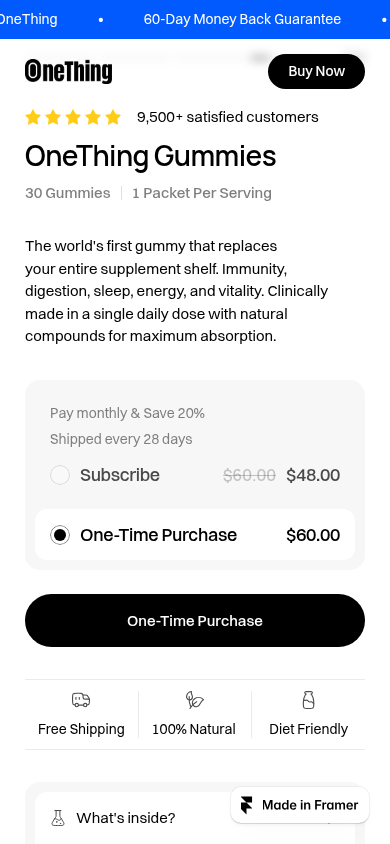 OneThing • 60-Day Money Back Guarantee •
OneThing
Buy Now
9,500+ satisfied customers
OneThing Gummies
30 Gummies 1 Packet Per Serving
The world's first gummy that replaces
your entire supplement shelf. Immunity,
digestion, sleep, energy, and vitality. Clinically
made in a single daily dose with natural
compounds for maximum absorption.
Pay monthly & Save 20%
Shipped every 28 days
Subscribe $60.00 $48.00
One-Time Purchase $60.00
One-Time Purchase
Free Shipping 100% Natural Diet Friendly
What's inside?
Made in Framer